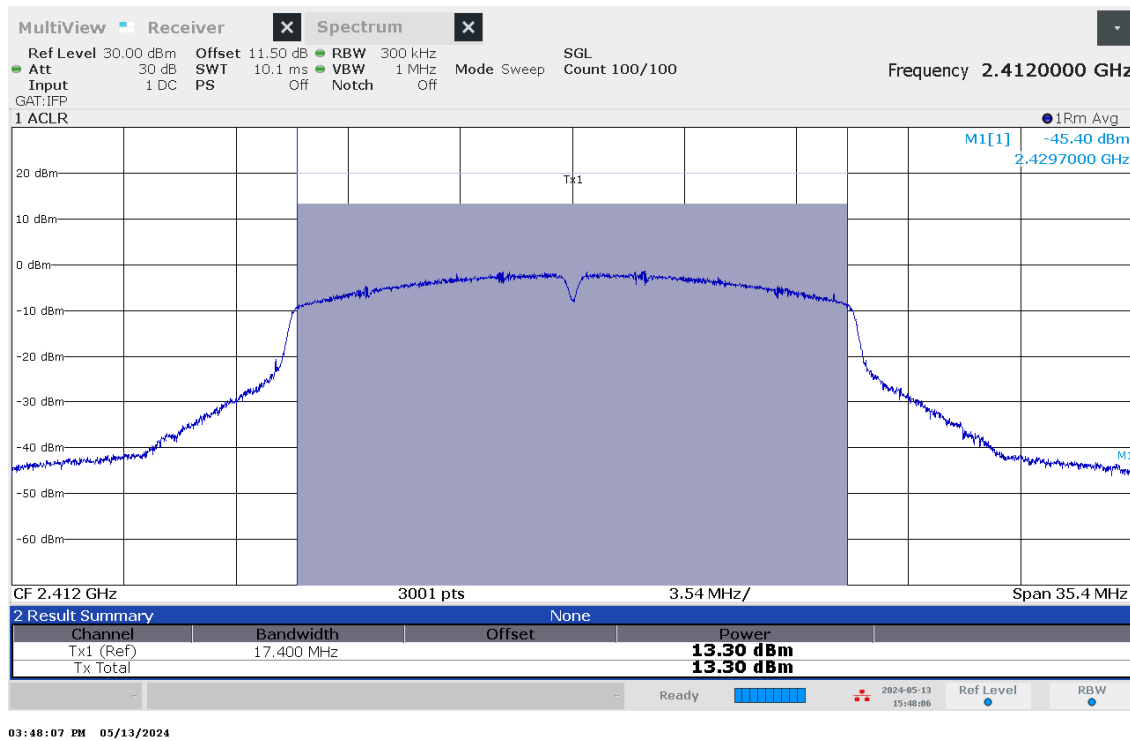 MultiView Receiver X Spectrum X
Ref Level 30.00 dBm Offset 11.50 dB RBW 300 kHz SGL
Att 30 dB SWT 10.1 ms VBW 1 MHz Mode Sweep Count 100/100 Frequency 2.4120000 GHz
Input 1 DC PS Off Notch Off
GAT:IFP
1 ACLR 1Rm Avg
M1[1] -45.40 dBm
2.4297000 GHz
20 dBm
Tx1
10 dBm
0 dBm
-10 dBm
-20 dBm
-30 dBm
-40 dBm
M1
-50 dBm
-60 dBm
CF 2.412 GHz 3001 pts 3.54 MHz/ Span 35.4 MHz
2 Result Summary None
Channel Bandwidth Offset Power
Tx1 (Ref) 17.400 MHz 13.30 dBm
Tx Total 13.30 dBm
Ready 2024-05-13 Ref Level RBW
15:48:06
03:48:07 PM 05/13/2024